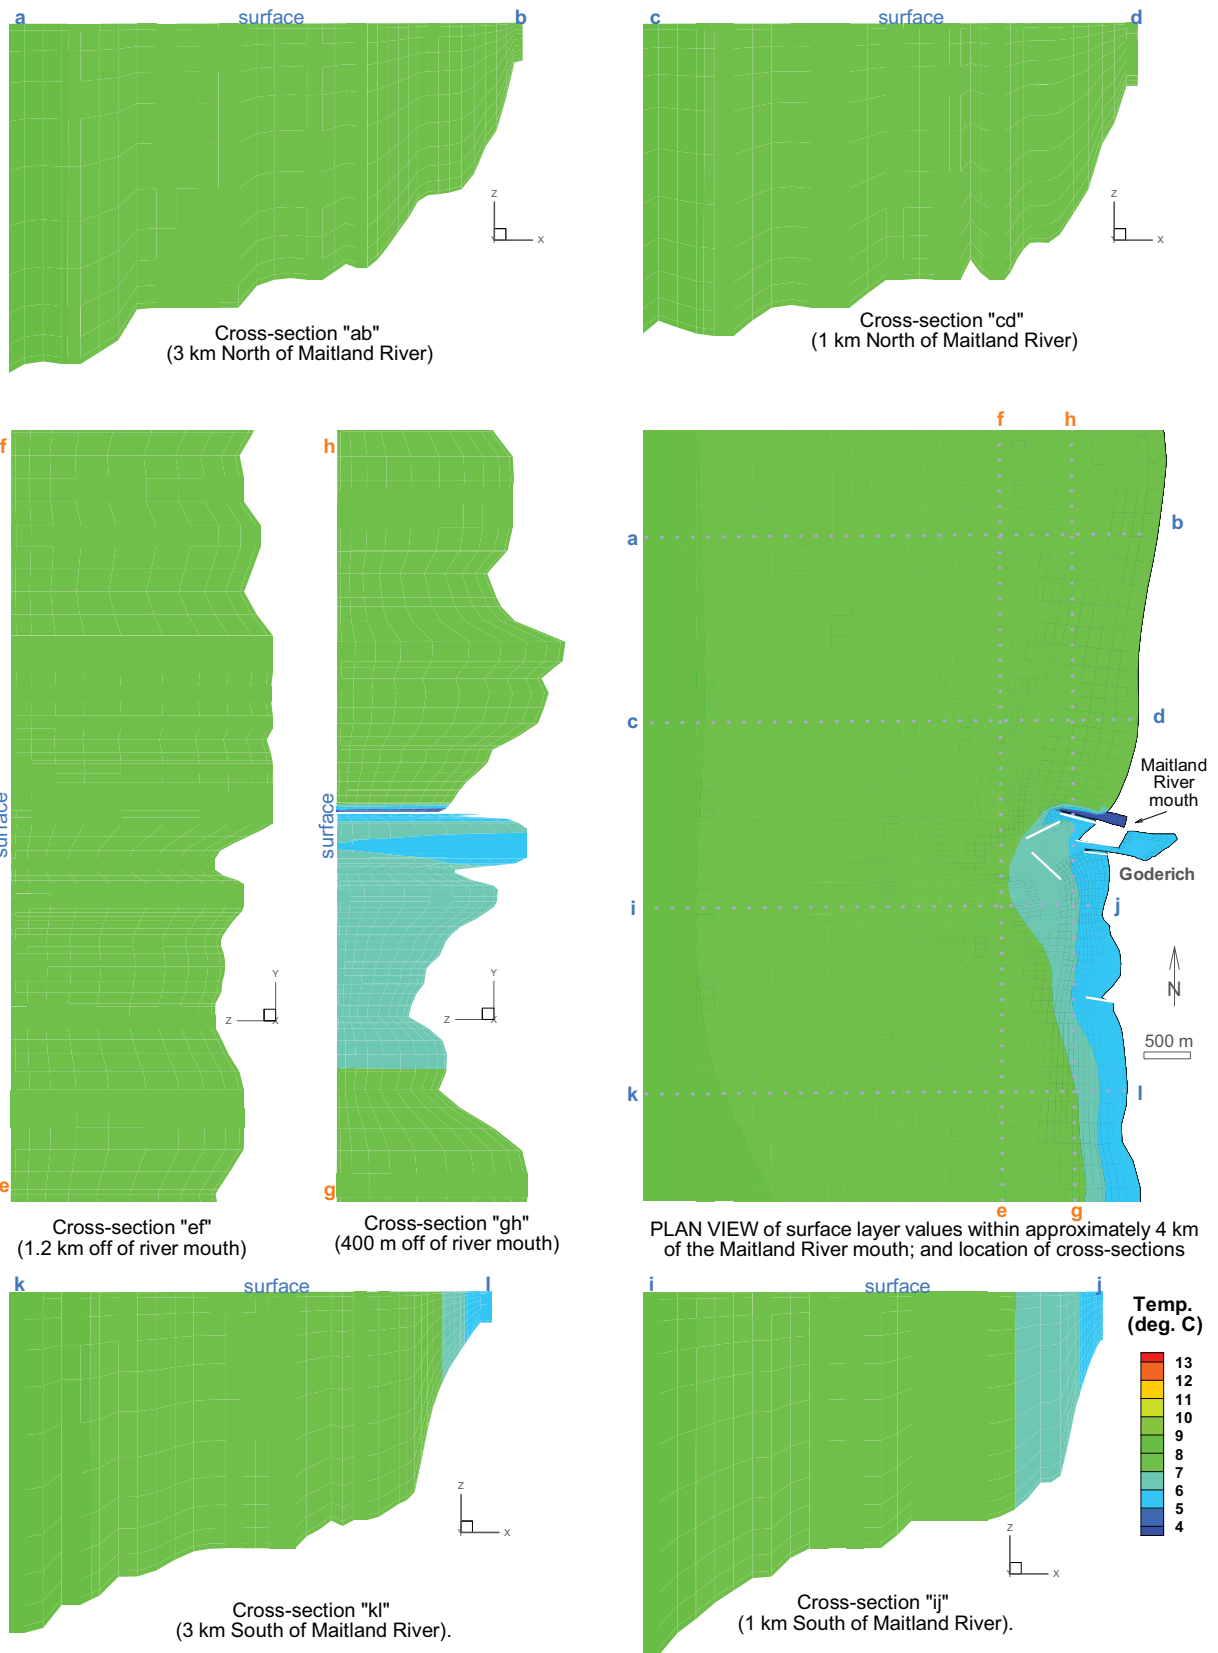 a surface b
c surface d
Z
X
Y
Z
X
Y
Cross-section "ab"
(3 km North of Maitland River)
Cross-section "cd"
(1 km North of Maitland River)
f
h
f h
b
a
c
d
Maitland
River
mouth
surface
surface
Goderich
i
j
Y
Z
X
Y
Z
X
N
500 m
k
l
e
g
e g
Cross-section "ef"
(1.2 km off of river mouth)
Cross-section "gh"
(400 m off of river mouth)
PLAN VIEW of surface layer values within approximately 4 km
of the Maitland River mouth; and location of cross-sections
k surface l
i surface j
Temp.
(deg. C)
13
12
11
10
9
8
7
6
5
4
Z
X
Y
Z
X
Y
Cross-section "kl"
(3 km South of Maitland River).
Cross-section "ij"
(1 km South of Maitland River).